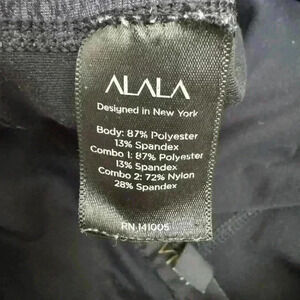 ALALA
Designed in New York
Body: 87% Polyester
13% Spandex
Combo 1: 87% Polyester
13% Spandex
Combo 2: 72% Nylon
28% Spandex
RN 141005